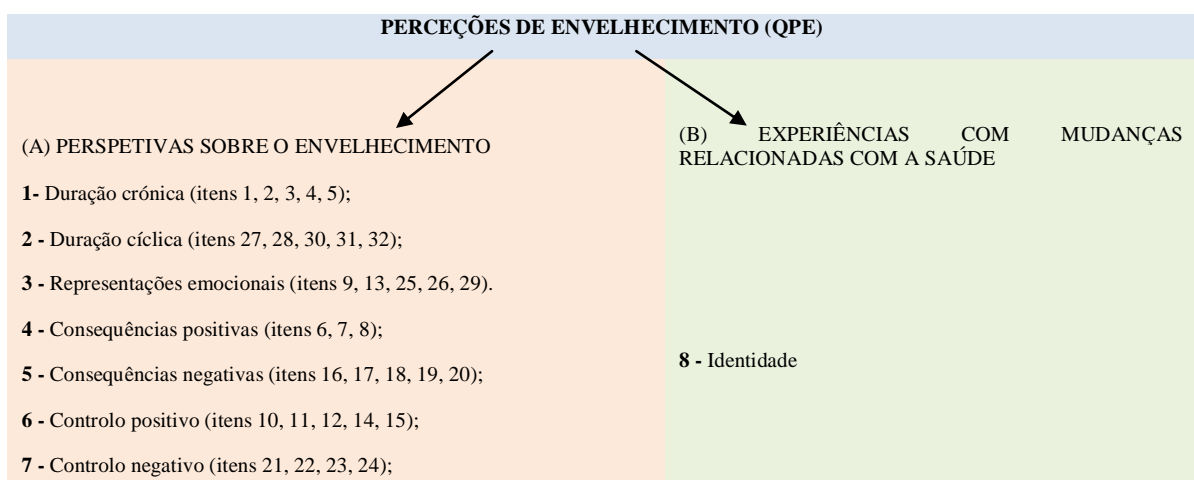 PERCEÇÕES DE ENVELHECIMENTO (QPE)
(A) PERSPETIVAS SOBRE O ENVELHECIMENTO
1- Duração crónica (itens 1, 2, 3, 4, 5);
2 - Duração cíclica (itens 27, 28, 30, 31, 32);
3 - Representações emocionais (itens 9, 13, 25, 26, 29).
4 - Consequências positivas (itens 6, 7, 8);
5 - Consequências negativas (itens 16, 17, 18, 19, 20);
6 - Controlo positivo (itens 10, 11, 12, 14, 15);
7 - Controlo negativo (itens 21, 22, 23, 24);
(B) EXPERIÊNCIAS COM MUDANÇAS
RELACIONADAS COM A SAÚDE
8 - Identidade